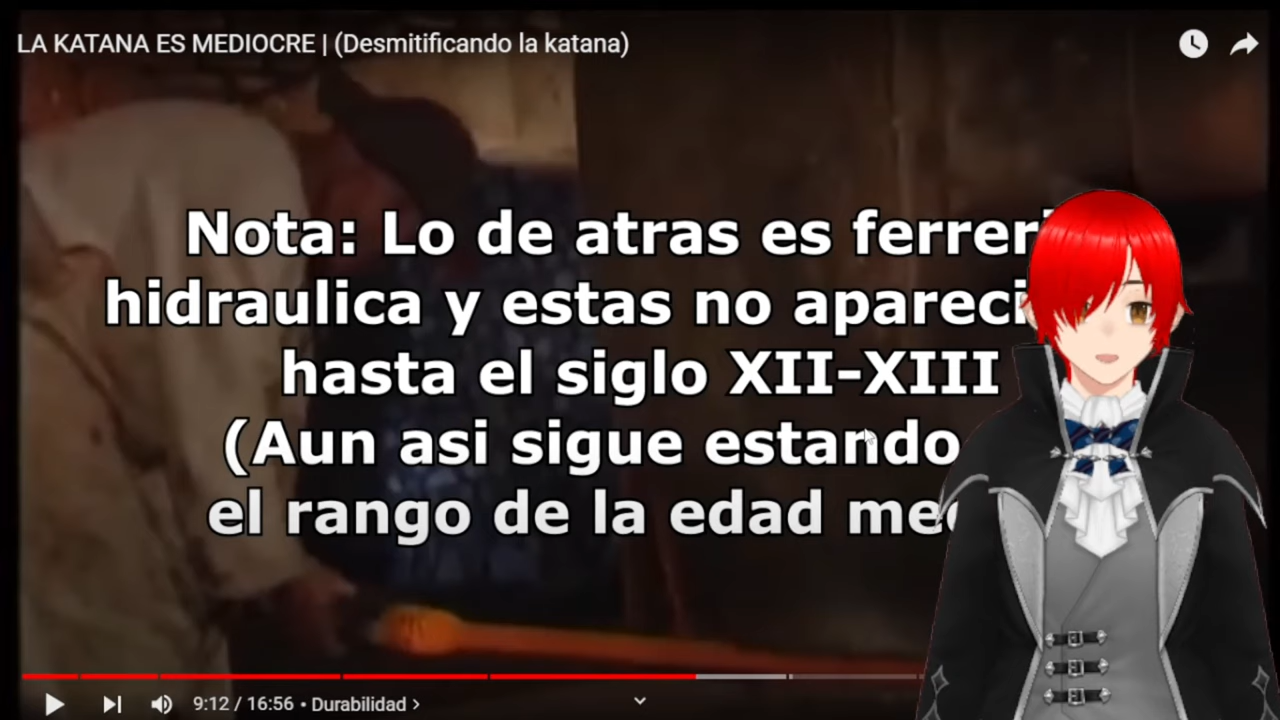 LA KATANA ES MEDIOCRE | (Desmitificando la katana)
Nota: Lo de atras es
hidraulica y estas no
hasta el siglo XII-XIII
(Aun asi sigue estando
el rango de la edad
9:12 / 16:56 • Durabilidad >